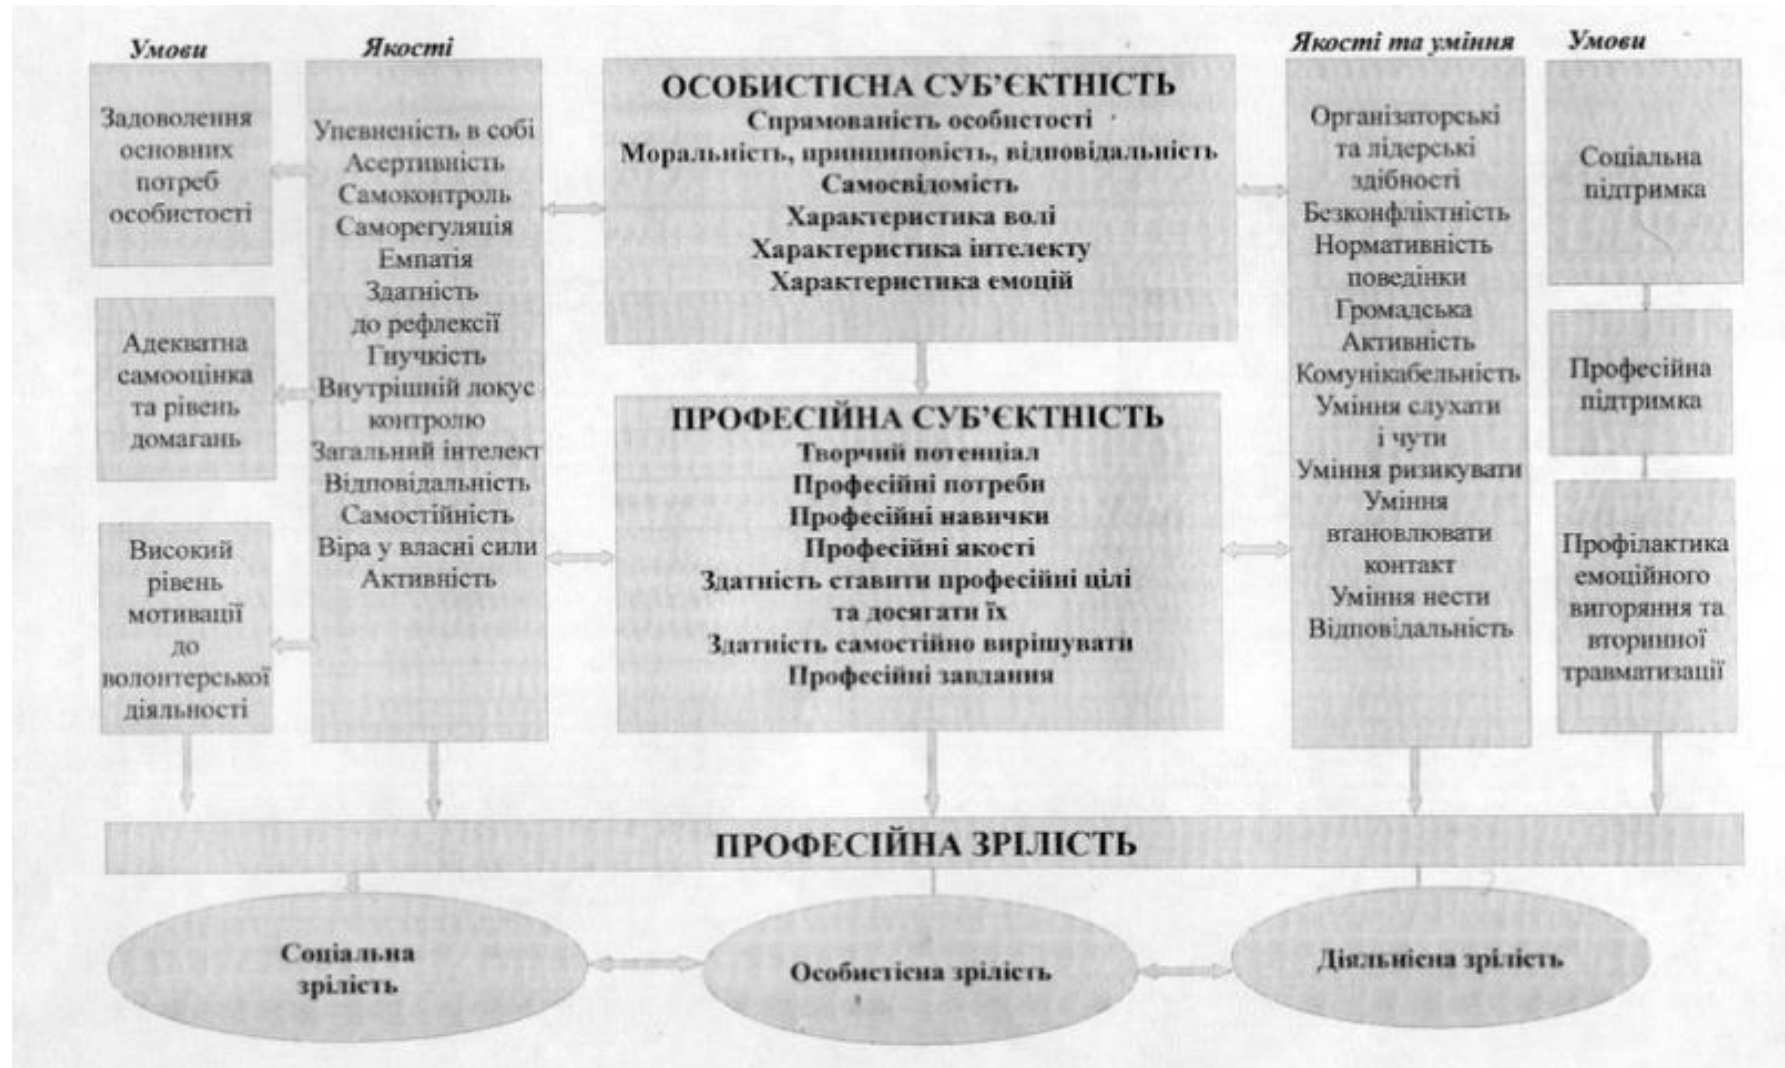 Умови
Задоволення
основних
потреб
особистості
Адекватна
самооцінка
та рівень
домагань
Високий
рівень
мотивації
до
волонтерської
діяльності
Якості
Упевненість в собі
Асертивність
Самоконтроль
Саморегуляція
Емпатія
Здатність
до рефлексії
Гнучкість
Внутрішній локус
контролю
Загальний інтелект
Відповідальність
Самостійність
Віра у власні сили
Активність
ОСОБИСТІСНА СУБ’ЄКТНІСТЬ
Спрямованість особистості
Моральність, принциповість, відповідальність
Самосвідомість
Характеристика волі
Характеристика інтелекту
Характеристика емоцій
ПРОФЕСІЙНА СУБ’ЄКТНІСТЬ
Творчий потенціал
Професійні потреби
Професійні навички
Професійні якості
Здатність ставити професійні цілі
та досягати їх
Здатність самостійно вирішувати
Професійні завдання
Якості та уміння
Організаторські
та лідерські
здібності
Безконфліктність
Нормативність
поведінки
Громадська
Активність
Комунікабельність
Уміння слухати
і чути
Уміння ризикувати
Уміння
втановлювати
контакт
Уміння нести
Відповідальність
Умови
Соціальна
підтримка
Професійна
підтримка
Профілактика
емоційного
вигоряння та
вторинної
травматизації
ПРОФЕСІЙНА ЗРІЛІСТЬ
Соціальна
зрілість
Особистісна зрілість
Діяльнісна зрілість